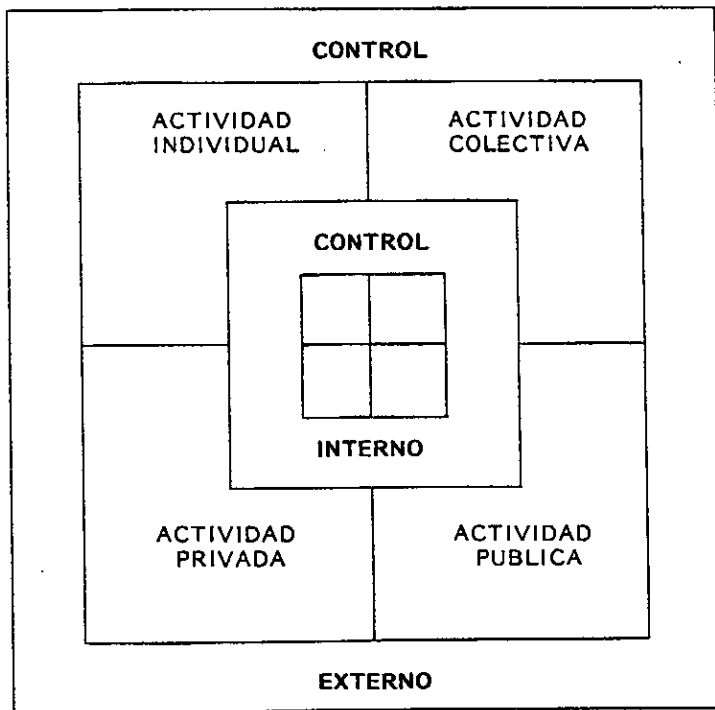 CONTROL
ACTIVIDAD
INDIVIDUAL
ACTIVIDAD
COLECTIVA
CONTROL
INTERNO
ACTIVIDAD
PRIVADA
ACTIVIDAD
PUBLICA
EXTERNO